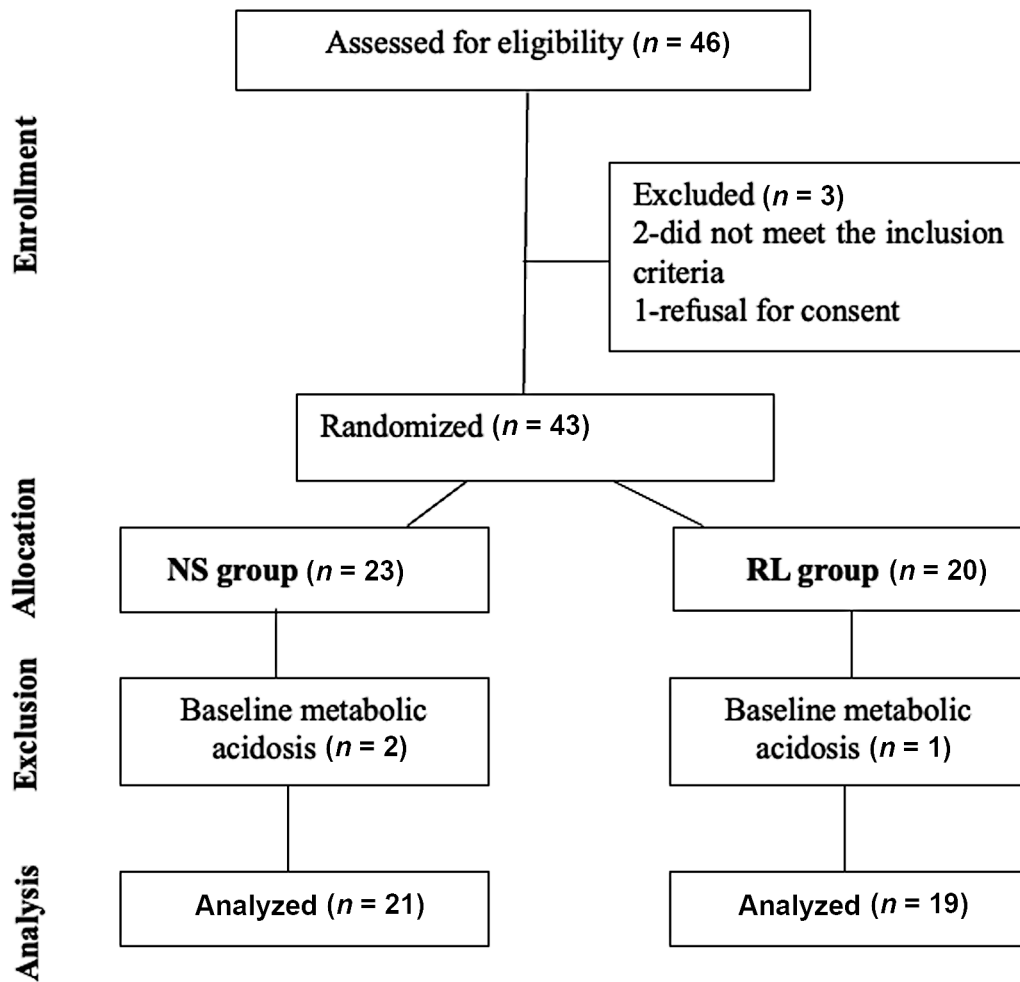 Assessed for eligibility (n = 46)
Enrollment
Excluded (n = 3)
2-did not meet the inclusion
criteria
1-refusal for consent
Randomized (n = 43)
Allocation
NS group (n = 23)
RL group (n = 20)
Exclusion
Baseline metabolic
acidosis (n = 2)
Baseline metabolic
acidosis (n = 1)
Analysis
Analyzed (n = 21)
Analyzed (n = 19)